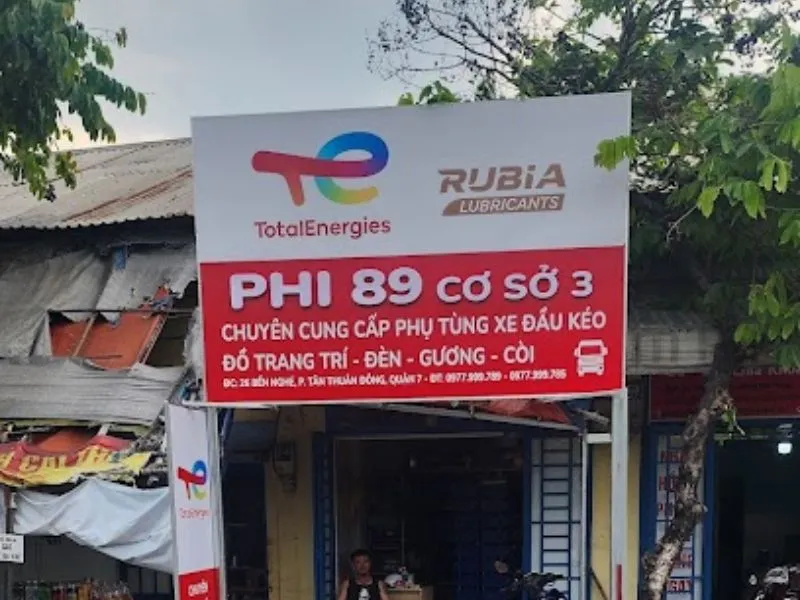 TotalEnergies
RUBiA
LUBRICANTS
PHI 89 CƠ SỞ 3
CHUYÊN CUNG CẤP PHỤ TÙNG XE ĐẦU KÉO
ĐỒ TRANG TRÍ - ĐÈN - GƯƠNG - CÒI
ĐC: 26 BẾN NGHÉ, P. TÂN THUẬN ĐÔNG, QUẬN 7 - ĐT: 0977.999.789 - 0977.999.785
TotalEnergies
CHUYÊN